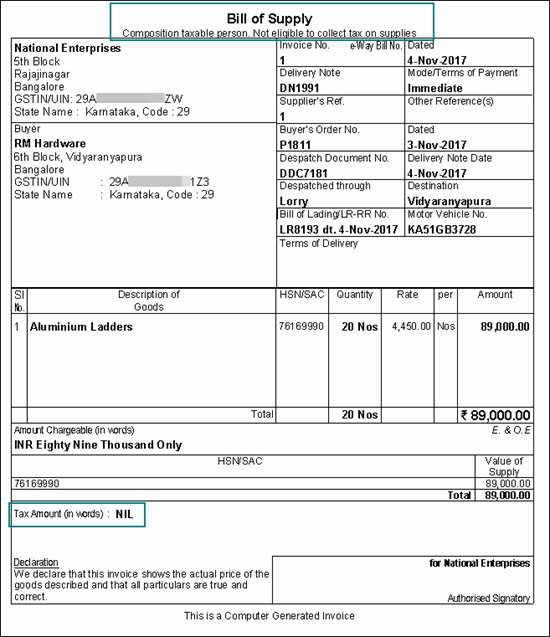 Bill of Supply
Composition taxable person. Not eligible to collect tax on supplies
National Enterprises
5th Block
Rajajinagar
Bangalore
GSTIN/UIN: 29A ZW
State Name : Karnataka, Code : 29
Buyer
RM Hardware
6th Block, Vidyaranyapura
Bangalore
GSTIN/UIN : 29A 1Z3
State Name : Karnataka, Code : 29
Invoice No. e-Way Bill No. Dated
1 4-Nov-2017
Delivery Note Mode/Terms of Payment
DN1991 Immediate
Supplier's Ref. Other Reference(s)
1
Buyer's Order No. Dated
P1811 3-Nov-2017
Despatch Document No. Delivery Note Date
DDC7181 4-Nov-2017
Despatched through Destination
Lorry Vidyaranyapura
Bill of Lading/LR-RR No. Motor Vehicle No.
LR8193 dt. 4-Nov-2017 KA51GB3728
Terms of Delivery
Sl No. Description of Goods HSN/SAC Quantity Rate per Amount
1 Aluminium Ladders 76169990 20 Nos 4,450.00 Nos 89,000.00
Total 20 Nos ₹ 89,000.00
Amount Chargeable (in words) E. & O.E
INR Eighty Nine Thousand Only
HSN/SAC Value of Supply
76169990 89,000.00
Total 89,000.00
Tax Amount (in words) : NIL
Declaration
We declare that this invoice shows the actual price of the
goods described and that all particulars are true and
correct.
for National Enterprises
Authorised Signatory
This is a Computer Generated Invoice